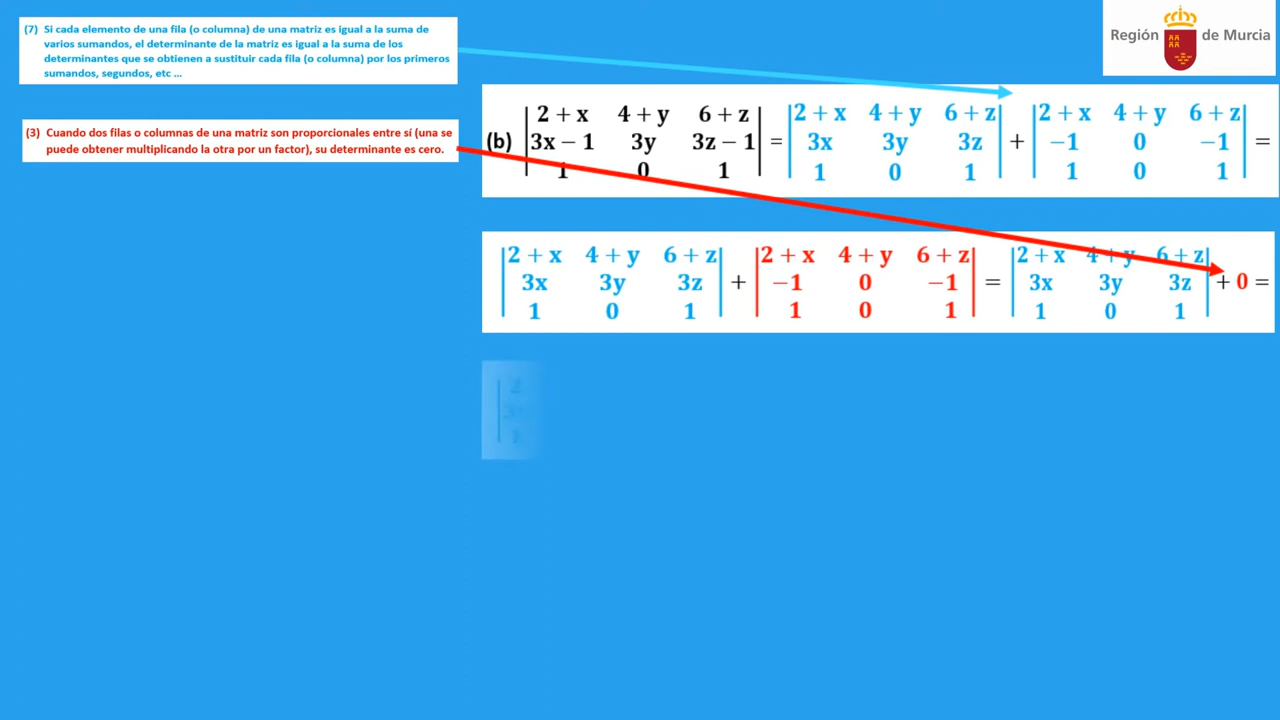 (7) Si cada elemento de una fila (o columna) de una matriz es igual a la suma de
varios sumandos, el determinante de la matriz es igual a la suma de los
determinantes que se obtienen a sustituir cada fila (o columna) por los primeros
sumandos, segundos, etc ...
Región de Murcia
(3) Cuando dos filas o columnas de una matriz son proporcionales entre sí (una se
puede obtener multiplicando la otra por un factor), su determinante es cero.
|2 + x 4 + y 6 + z| |2 + x 4 + y 6 + z| |2 + x 4 + y 6 + z|
(b) |3x − 1 3y 3z − 1| = |3x 3y 3z| + |−1 0 −1| =
|1 0 1| |1 0 1| |1 0 1|
|2 + x 4 + y 6 + z| |2 + x 4 + y 6 + z| |2 + x 4 + y 6 + z|
|3x 3y 3z| + |−1 0 −1| = |3x 3y 3z| + 0 =
|1 0 1| |1 0 1| |1 0 1|